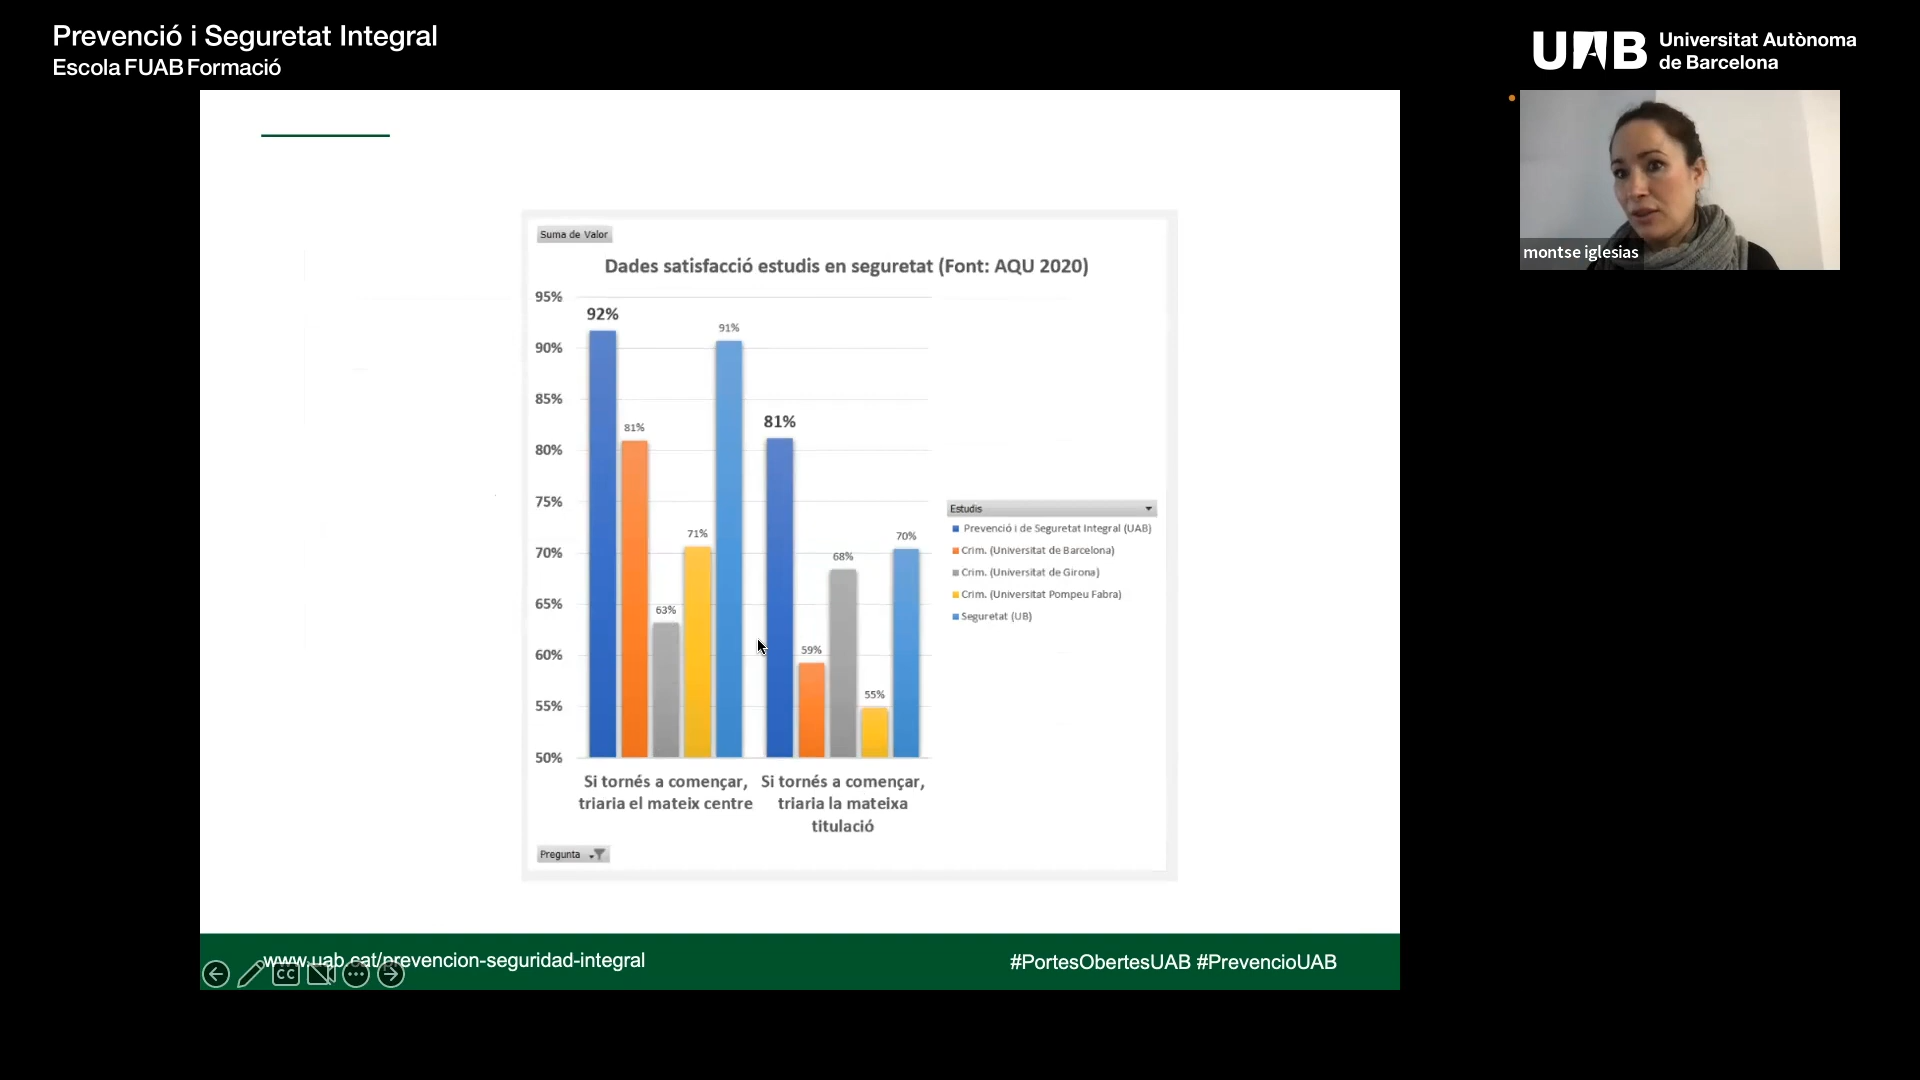 Prevenció i Seguretat Integral
Escola FUAB Formació
UAB
Universitat Autònoma
de Barcelona
montse iglesias
Suma de Valor
Dades satisfacció estudis en seguretat (Font: AQU 2020)
95%
90%
85%
80%
75%
70%
65%
60%
55%
50%
92%
81%
63%
71%
91%
81%
59%
68%
55%
70%
Si tornés a començar,
triaria el mateix centre
Si tornés a començar,
triaria la mateixa
titulació
Estudis
Prevenció i de Seguretat Integral (UAB)
Crim. (Universitat de Barcelona)
Crim. (Universitat de Girona)
Crim. (Universitat Pompeu Fabra)
Seguretat (UB)
Pregunta
www.uab.cat/prevencion-seguridad-integral
CC
#PortesObertesUAB #PrevencioUAB